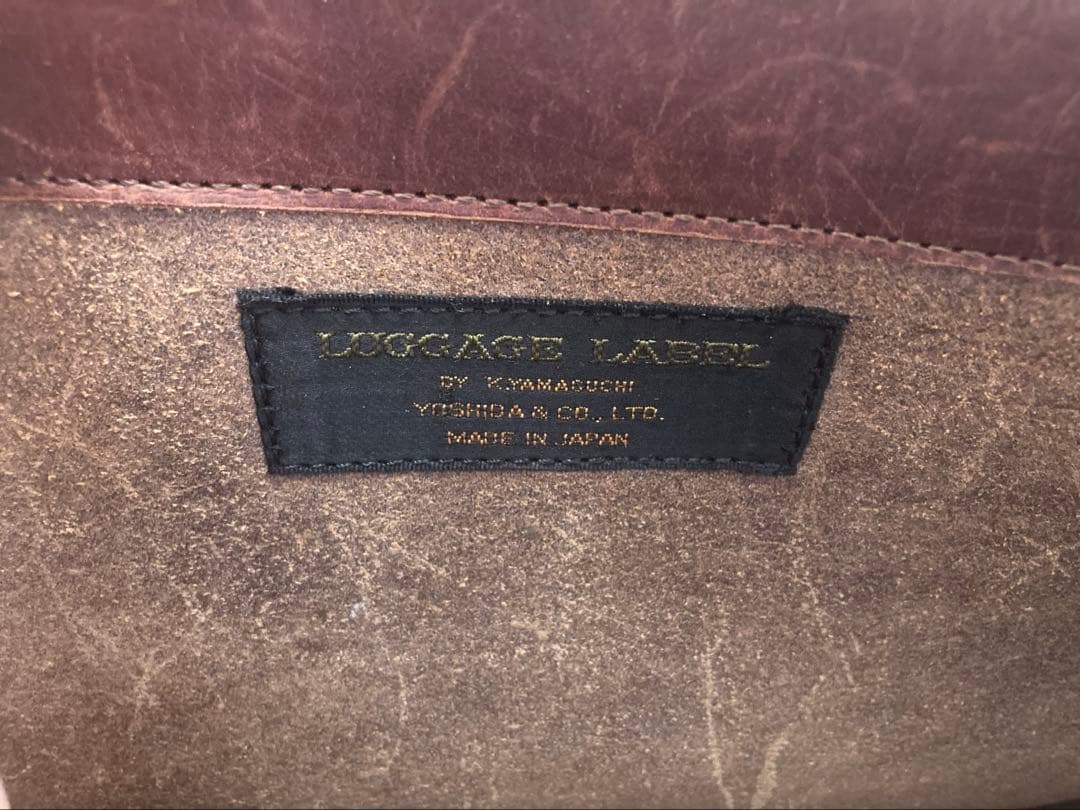 LUGGAGE LABEL
BY K.YAMAGUCHI
YOSHIDA & CO., LTD.
MADE IN JAPAN